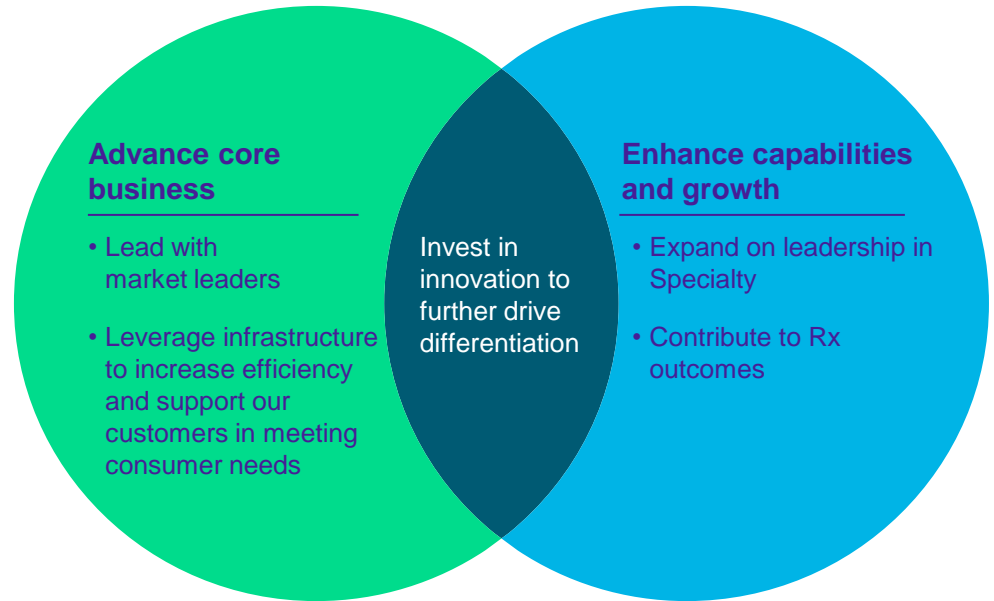 Advance core
business
• Lead with
market leaders
• Leverage infrastructure
to increase efficiency
and support our
customers in meeting
consumer needs
Invest in
innovation to
further drive
differentiation
Enhance capabilities
and growth
• Expand on leadership in
Specialty
• Contribute to Rx
outcomes